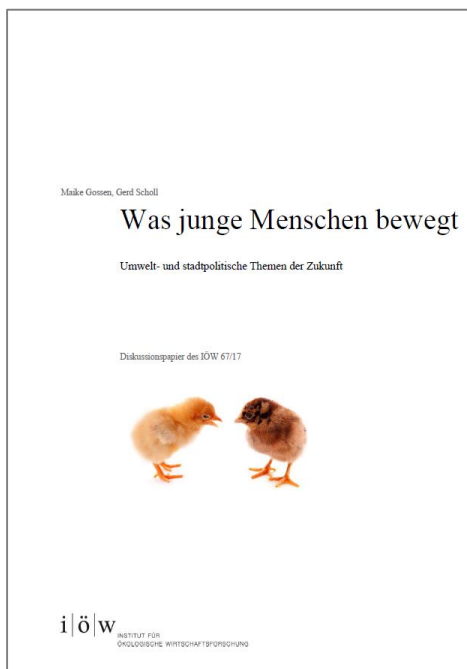 Maike Gossen, Gerd Scholl
Was junge Menschen bewegt
Umwelt- und stadtpolitische Themen der Zukunft
Diskussionspapier des IÖW 67/17
i|ö|w
INSTITUT FÜR
ÖKOLOGISCHE WIRTSCHAFTSFORSCHUNG